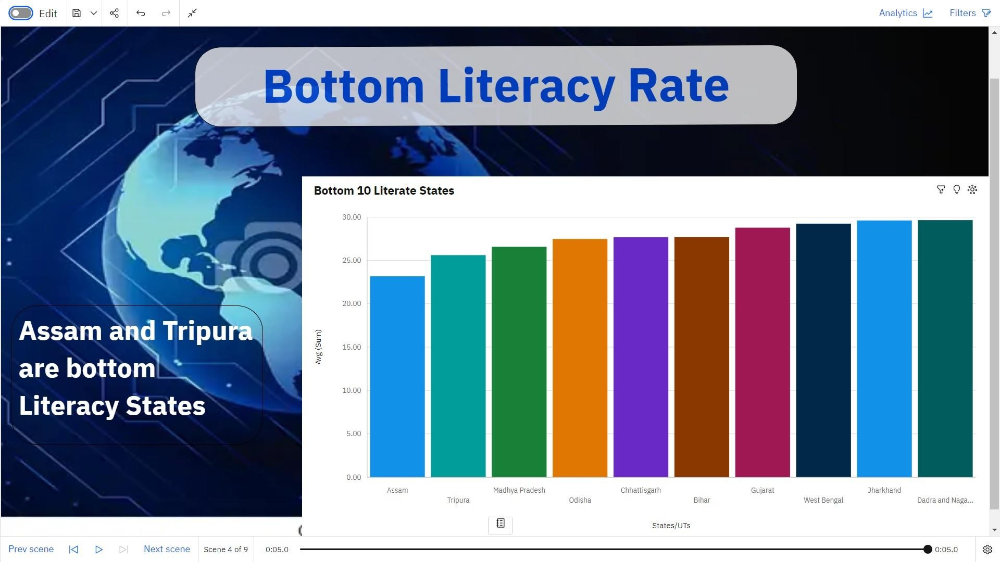 Edit
Analytics
Filters
Bottom Literacy Rate
Assam and Tripura
are bottom
Literacy States
Bottom 10 Literate States
30.00
25.00
20.00
15.00
10.00
5.00
0.00
Avg (Sum)
Assam
Tripura
Madhya Pradesh
Odisha
Chhattisgarh
Bihar
Gujarat
West Bengal
Jharkhand
Dadra and Naga...
States/UTs
Prev scene
Next scene
Scene 4 of 9
0:05.0
0:05.0